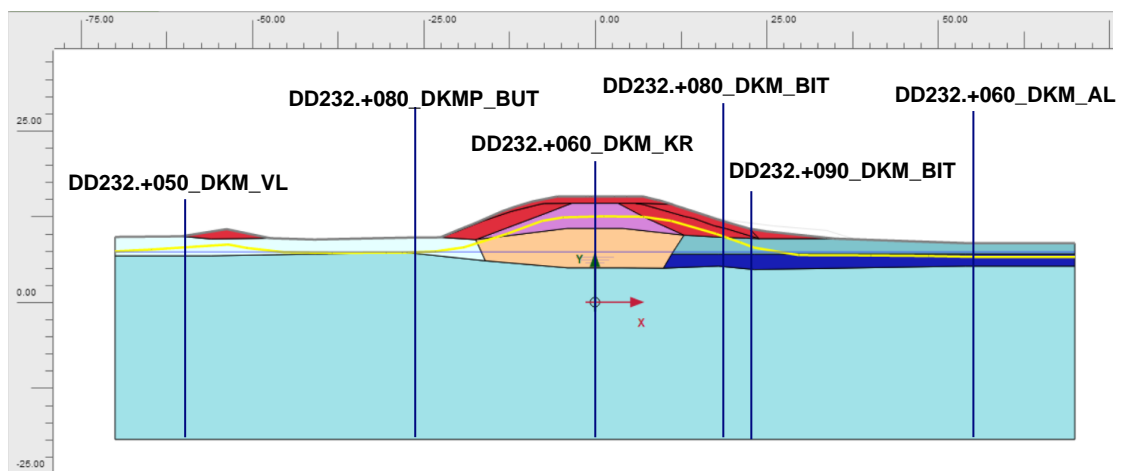 -75.00 -50.00 -25.00 0.00 25.00 50.00
DD232.+080_DKMP_BUT
DD232.+080_DKM_BIT
DD232.+060_DKM_AL
25.00
DD232.+060_DKM_KR
DD232.+050_DKM_VL
DD232.+090_DKM_BIT
Y
0.00
X
-25.00